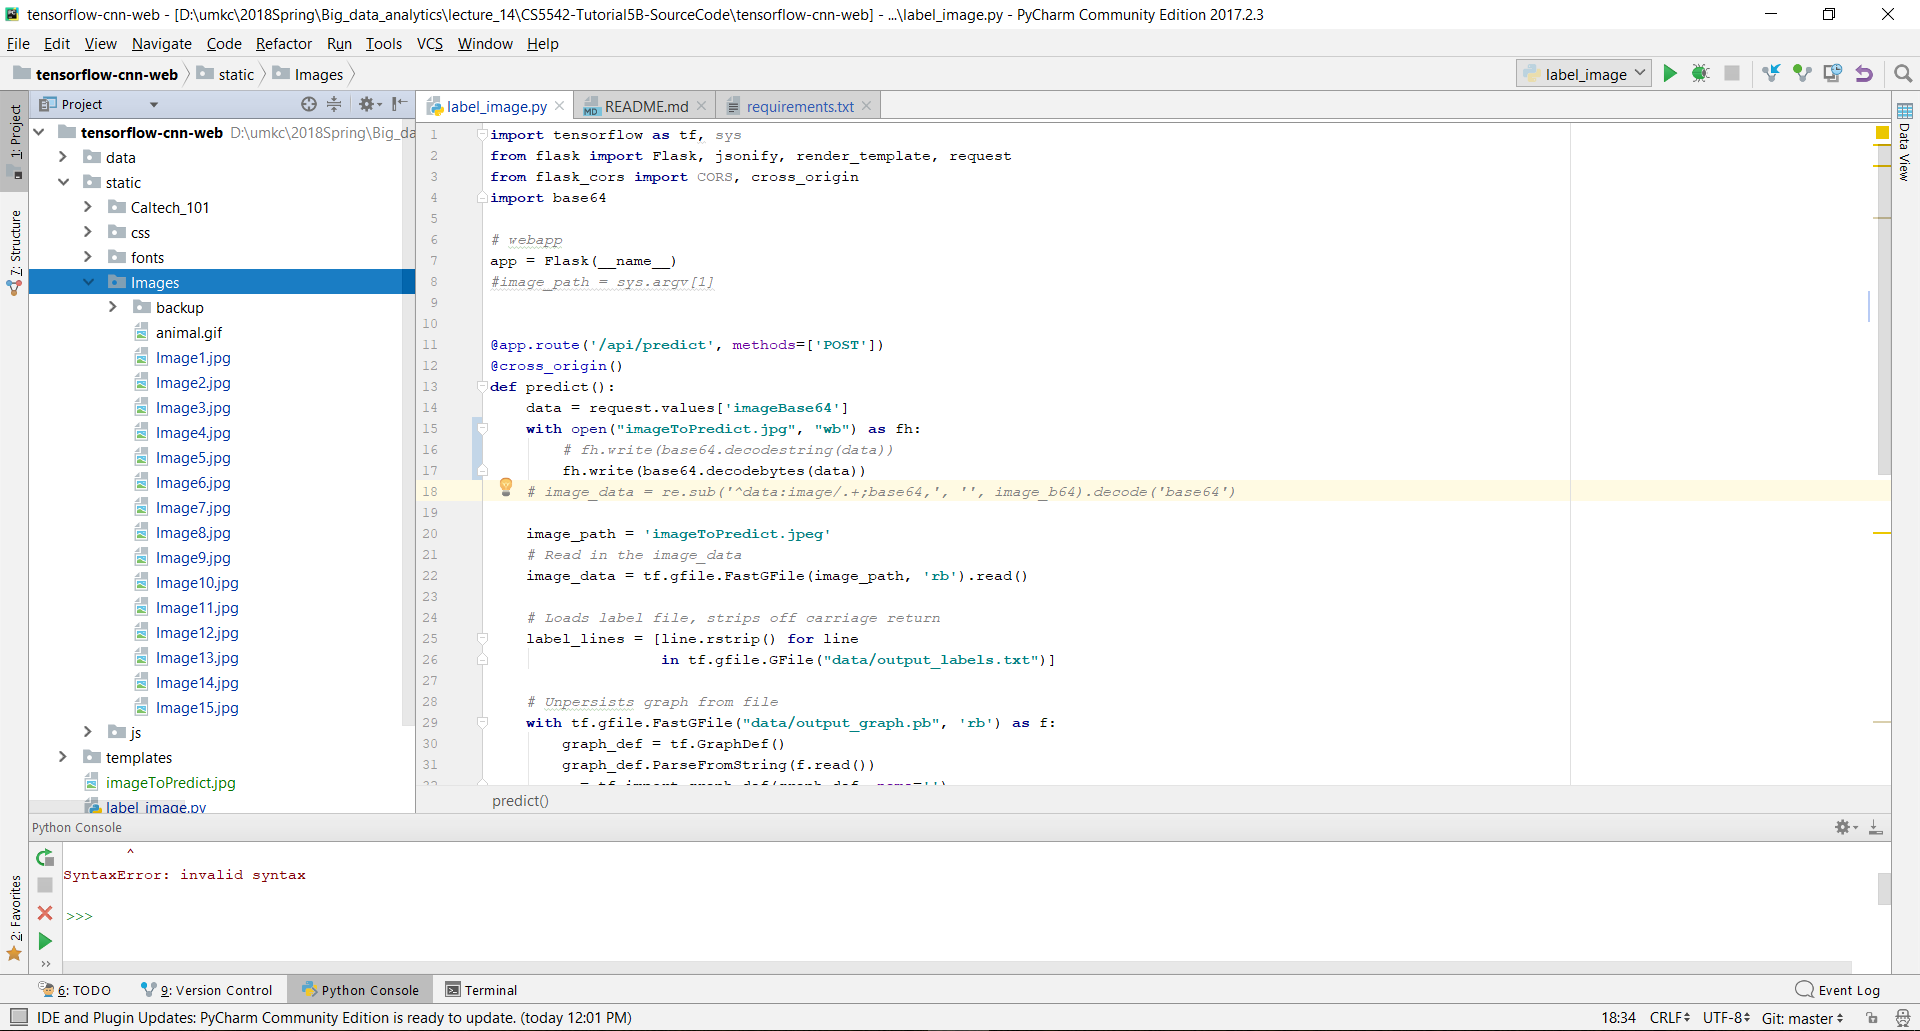 tensorflow-cnn-web - [D:\umkc\2018Spring\Big_data_analytics\lecture_14\CS5542-Tutorial5B-SourceCode\tensorflow-cnn-web] - ...\label_image.py - PyCharm Community Edition 2017.2.3
File Edit View Navigate Code Refactor Run Tools VCS Window Help
tensorflow-cnn-web static Images label_image
Project
label_image.py README.md requirements.txt
1: Project
7: Structure
2: Favorites
Data View
tensorflow-cnn-web D:\umkc\2018Spring\Big_da
data
static
Caltech_101
css
fonts
Images
backup
animal.gif
Image1.jpg
Image2.jpg
Image3.jpg
Image4.jpg
Image5.jpg
Image6.jpg
Image7.jpg
Image8.jpg
Image9.jpg
Image10.jpg
Image11.jpg
Image12.jpg
Image13.jpg
Image14.jpg
Image15.jpg
js
templates
imageToPredict.jpg
label_image.py
1 import tensorflow as tf, sys
2 from flask import Flask, jsonify, render_template, request
3 from flask_cors import CORS, cross_origin
4 import base64
5
6 # webapp
7 app = Flask(__name__)
8 #image_path = sys.argv[1]
9
10
11 @app.route('/api/predict', methods=['POST'])
12 @cross_origin()
13 def predict():
14 data = request.values['imageBase64']
15 with open("imageToPredict.jpg", "wb") as fh:
16 # fh.write(base64.decodestring(data))
17 fh.write(base64.decodebytes(data))
18 # image_data = re.sub('^data:image/.+;base64,', '', image_b64).decode('base64')
19
20 image_path = 'imageToPredict.jpeg'
21 # Read in the image_data
22 image_data = tf.gfile.FastGFile(image_path, 'rb').read()
23
24 # Loads label file, strips off carriage return
25 label_lines = [line.rstrip() for line
26 in tf.gfile.GFile("data/output_labels.txt")]
27
28 # Unpersists graph from file
29 with tf.gfile.FastGFile("data/output_graph.pb", 'rb') as f:
30 graph_def = tf.GraphDef()
31 graph_def.ParseFromString(f.read())
predict()
Python Console
^
SyntaxError: invalid syntax
>>>
6: TODO 9: Version Control Python Console Terminal Event Log
IDE and Plugin Updates: PyCharm Community Edition is ready to update. (today 12:01 PM) 18:34 CRLF UTF-8 Git: master